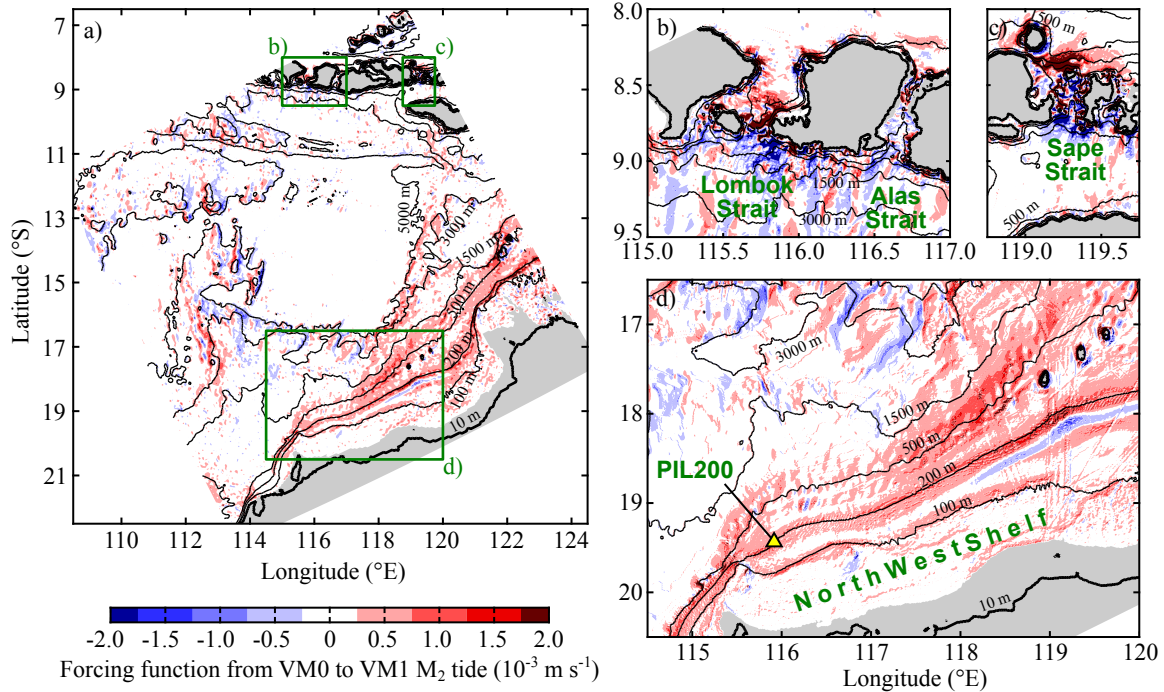 a)
b)
c)
d)
7
9
11
13
15
17
19
21
Latitude (°S)
110
112
114
116
118
120
122
124
Longitude (°E)
5000 m
3000 m
1500 m
500 m
200 m
100 m
10 m
-2.0
-1.5
-1.0
-0.5
0
0.5
1.0
1.5
2.0
Forcing function from VM0 to VM1 M₂ tide (10⁻³ m s⁻¹)
b)
8.0
8.5
9.0
9.5
115.0
115.5
116.0
116.5
117.0
Lombok
Strait
Alas
Strait
1500 m
3000 m
c)
500 m
Sape
Strait
500 m
119.0
119.5
d)
17
18
19
20
3000 m
1500 m
500 m
200 m
100 m
10 m
PIL200
North West Shelf
115
116
117
118
119
120
Longitude (°E)